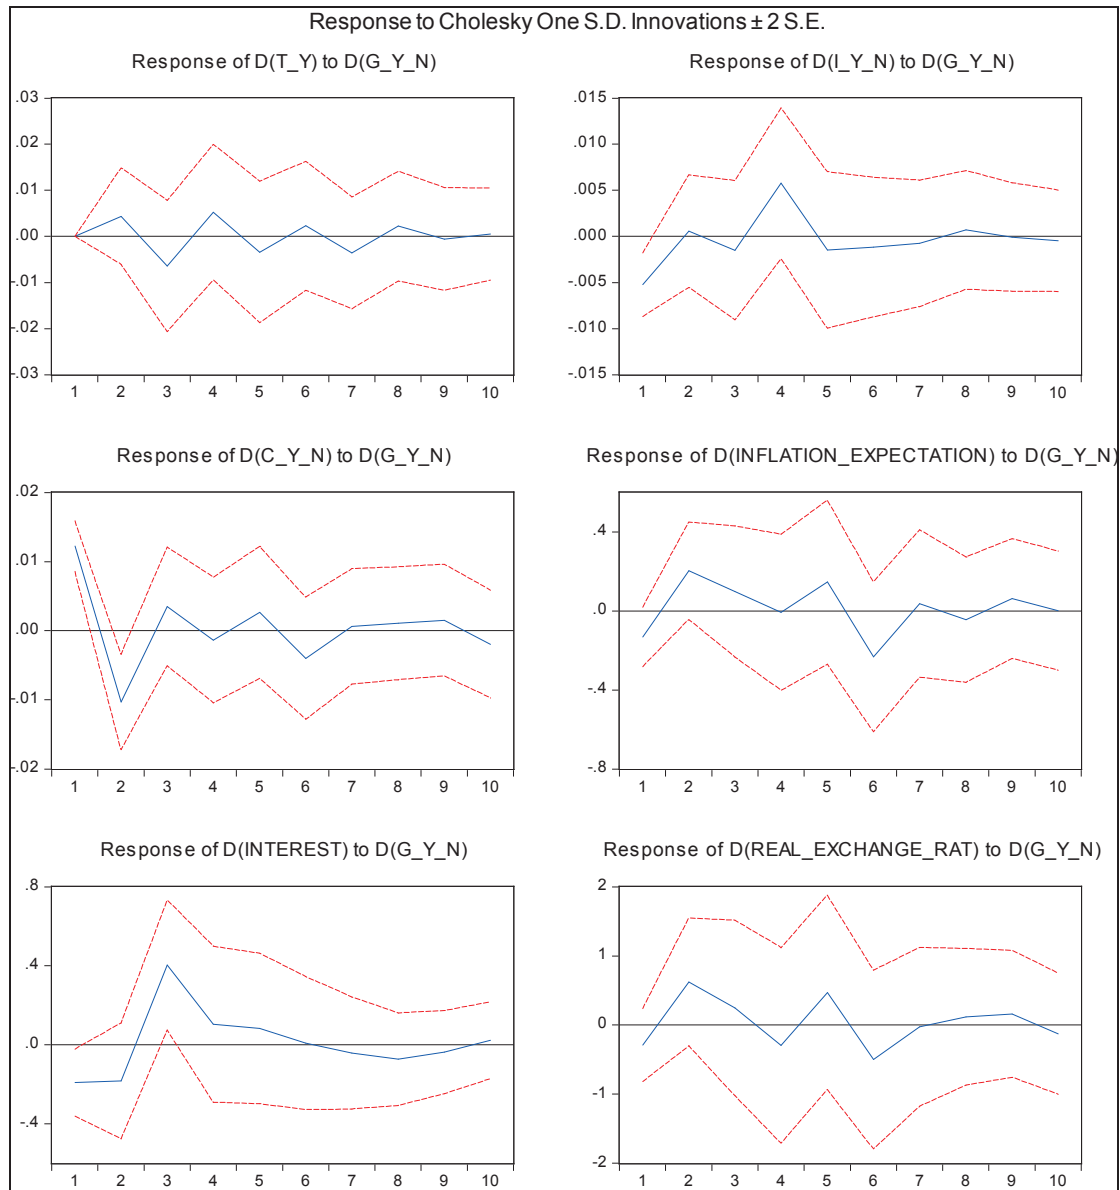 Response to Cholesky One S.D. Innovations ± 2 S.E.
Response of D(T_Y) to D(G_Y_N)
.03
.02
.01
.00
-.01
-.02
-.03
1 2 3 4 5 6 7 8 9 10
Response of D(I_Y_N) to D(G_Y_N)
.015
.010
.005
.000
-.005
-.010
-.015
1 2 3 4 5 6 7 8 9 10
Response of D(C_Y_N) to D(G_Y_N)
.02
.01
.00
-.01
-.02
1 2 3 4 5 6 7 8 9 10
Response of D(INFLATION_EXPECTATION) to D(G_Y_N)
.4
.0
-.4
-.8
1 2 3 4 5 6 7 8 9 10
Response of D(INTEREST) to D(G_Y_N)
.8
.4
.0
-.4
1 2 3 4 5 6 7 8 9 10
Response of D(REAL_EXCHANGE_RAT) to D(G_Y_N)
2
1
0
-1
-2
1 2 3 4 5 6 7 8 9 10